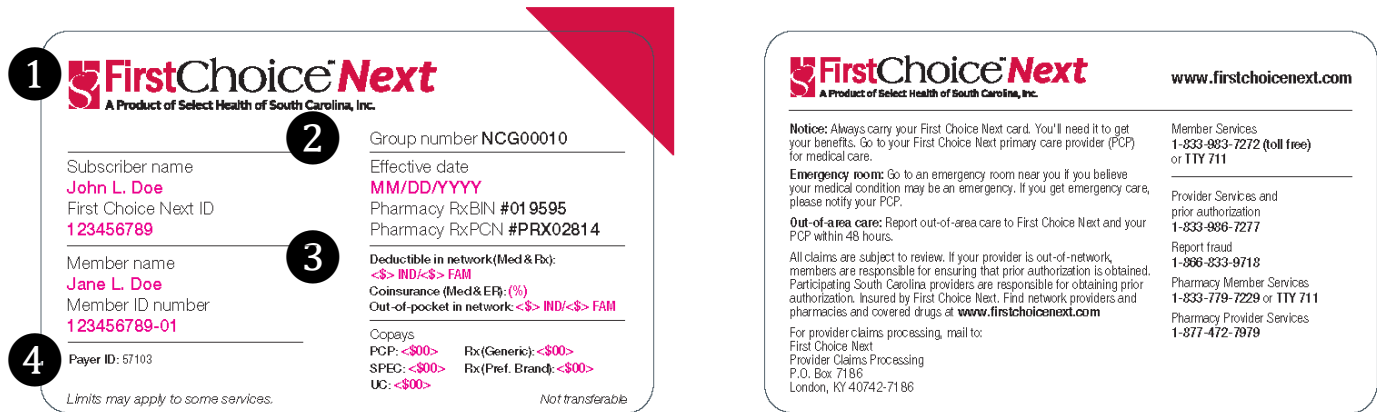 1
FirstChoice™ Next
A Product of Select Health of South Carolina, Inc.
2
Group number NCG00010
Subscriber name
John L. Doe
First Choice Next ID
123456789
Effective date
MM/DD/YYYY
Pharmacy RxBIN #019595
Pharmacy RxPCN #PRX02814
Member name
Jane L. Doe
Member ID number
123456789-01
3
Deductible in network (Med & Rx):
<$> IND/<$> FAM
Coinsurance (Med & ER): (%)
Out-of-pocket in network: <$> IND/<$> FAM
4
Payer ID: 57103
Copays
PCP: <$00> Rx (Generic): <$00>
SPEC: <$00> Rx (Pref. Brand): <$00>
UC: <$00>
Limits may apply to some services.
Not transferable
FirstChoice™ Next
A Product of Select Health of South Carolina, Inc.
www.firstchoicenext.com
Notice: Always carry your First Choice Next card. You'll need it to get
your benefits. Go to your First Choice Next primary care provider (PCP)
for medical care.
Emergency room: Go to an emergency room near you if you believe
your medical condition may be an emergency. If you get emergency care,
please notify your PCP.
Out-of-area care: Report out-of-area care to First Choice Next and your
PCP within 48 hours.
All claims are subject to review. If your provider is out-of-network,
members are responsible for ensuring that prior authorization is obtained.
Participating South Carolina providers are responsible for obtaining prior
authorization. Insured by First Choice Next. Find network providers and
pharmacies and covered drugs at www.firstchoicenext.com
For provider claims processing, mail to:
First Choice Next
Provider Claims Processing
P.O. Box 7186
London, KY 40742-7186
Member Services
1-833-983-7272 (toll free)
or TTY 711
Provider Services and
prior authorization
1-833-986-7277
Report fraud
1-866-833-9718
Pharmacy Member Services
1-833-779-7229 or TTY 711
Pharmacy Provider Services
1-877-472-7979